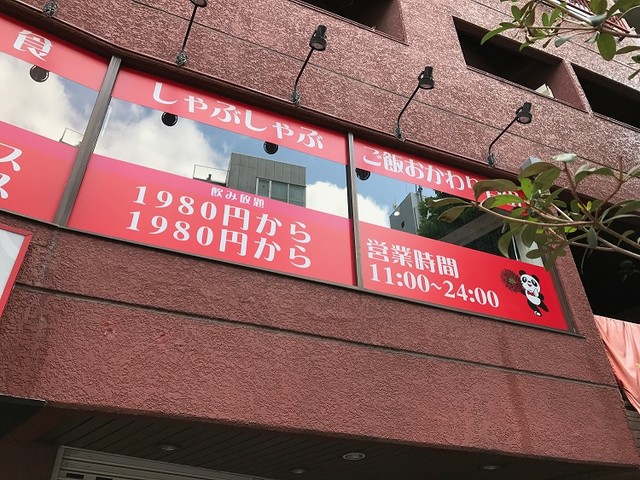 食
しゃぶしゃぶ
ご飯おかわり
ス
ス
飲み放題
1980円から
1980円から
営業時間
11:00~24:00